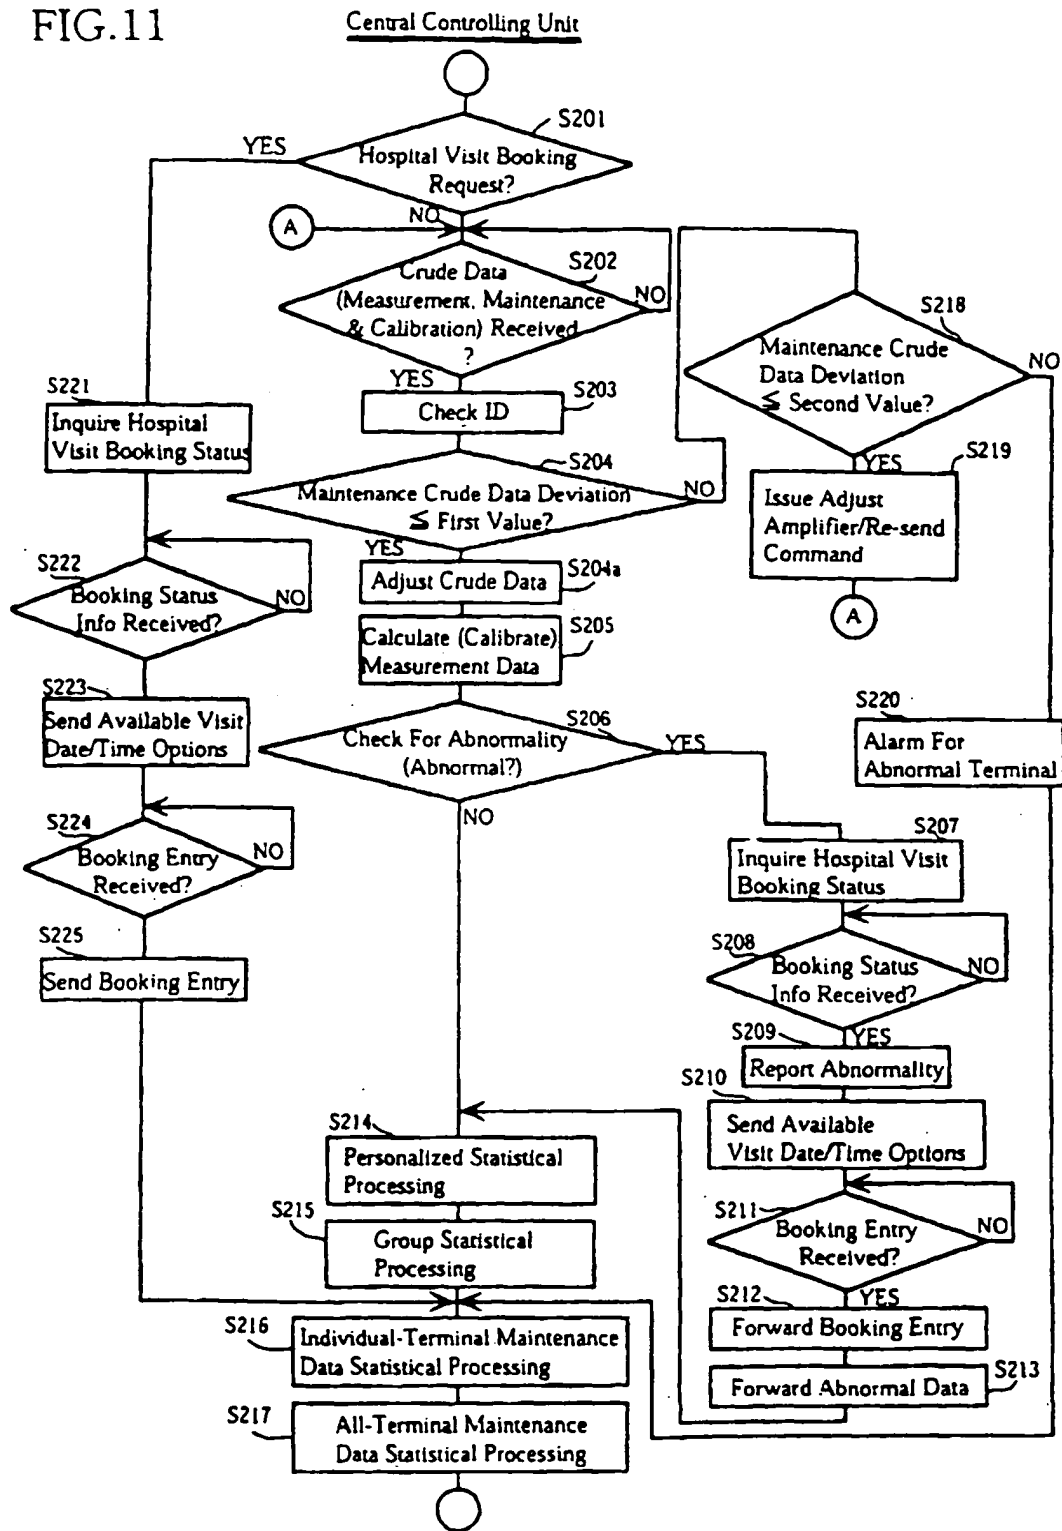 FIG.11
Central Controlling Unit
S201
YES
Hospital Visit Booking
Request?
NO
A
S202
Crude Data
(Measurement, Maintenance
& Calibration) Received
?
NO
YES
S203
Check ID
S204
Maintenance Crude Data Deviation
≦ First Value?
NO
YES
Adjust Crude Data
S204a
Calculate (Calibrate)
Measurement Data
S205
S206
Check For Abnormality
(Abnormal?)
YES
NO
S218
Maintenance Crude
Data Deviation
≦ Second Value?
NO
YES
S219
Issue Adjust
Amplifier/Re-send
Command
A
S220
Alarm For
Abnormal Terminal
S221
Inquire Hospital
Visit Booking Status
S222
Booking Status
Info Received?
NO
S223
Send Available Visit
Date/Time Options
S224
Booking Entry
Received?
NO
S225
Send Booking Entry
S207
Inquire Hospital Visit
Booking Status
S208
Booking Status
Info Received?
NO
YES
S209
Report Abnormality
S210
Send Available
Visit Date/Time Options
S211
Booking Entry
Received?
NO
YES
S212
Forward Booking Entry
Forward Abnormal Data
S213
S214
Personalized Statistical
Processing
S215
Group Statistical
Processing
S216
Individual-Terminal Maintenance
Data Statistical Processing
S217
All-Terminal Maintenance
Data Statistical Processing